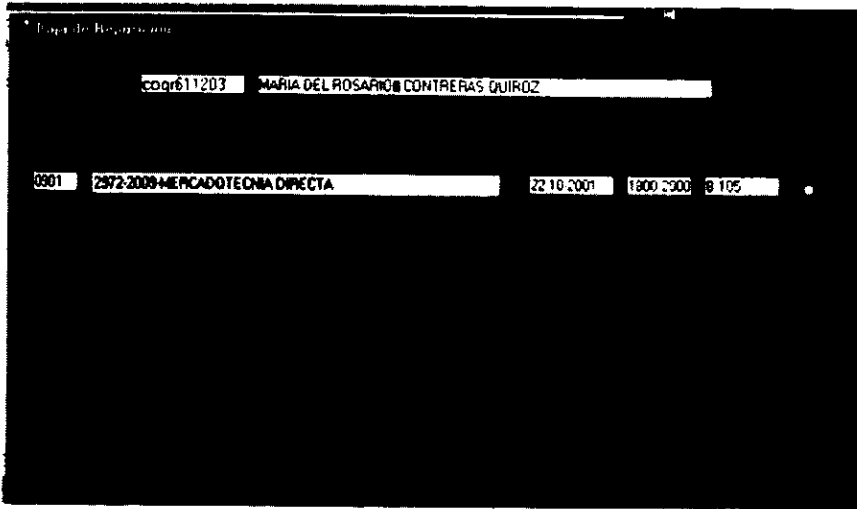 coqr611203 MARIA DEL ROSARIO CONTRERAS QUIROZ
0901 2972-2009-MERCADOTECNIA DIRECTA 22-10-2001 1800-2000 B-105